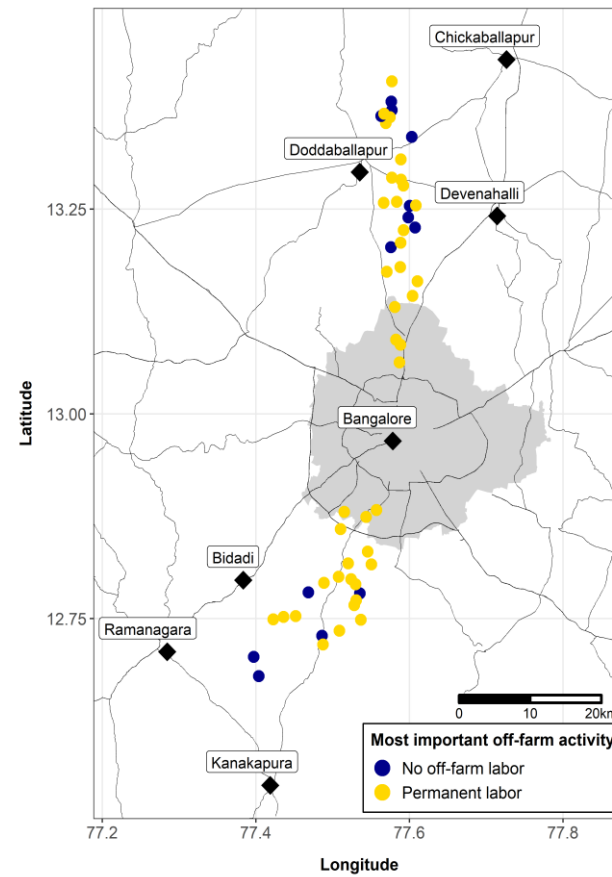 Chickaballapur
Doddaballapur
Devenahalli
13.25
Latitude
13.00
Bangalore
Bidadi
12.75
Ramanagara
0 10 20km
Most important off-farm activity
No off-farm labor
Permanent labor
Kanakapura
77.2 77.4 77.6 77.8
Longitude